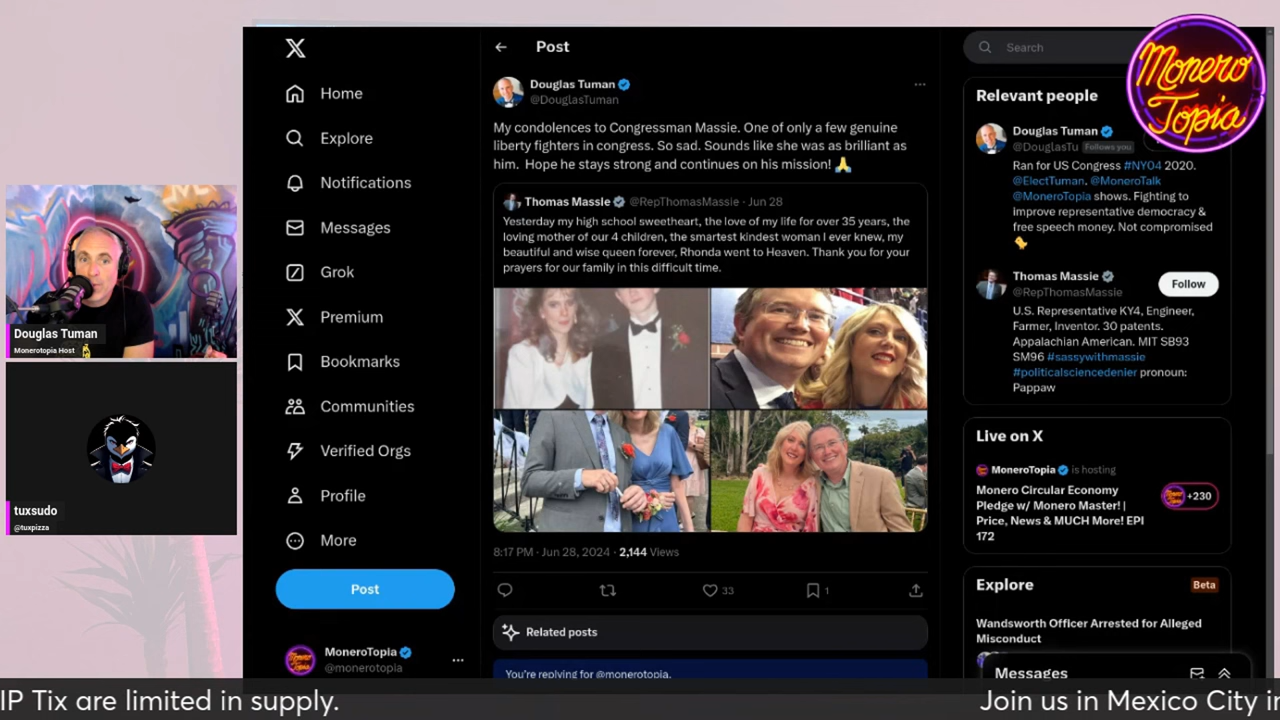 Monero
Topia
Home
Explore
Notifications
Messages
Grok
Premium
Bookmarks
Communities
Verified Orgs
Profile
More
Post
MoneroTopia
@monerotopia
Post
Douglas Tuman
@DouglasTuman
My condolences to Congressman Massie. One of only a few genuine
liberty fighters in congress. So sad. Sounds like she was as brilliant as
him. Hope he stays strong and continues on his mission! 🙏
Thomas Massie @RepThomasMassie · Jun 28
Yesterday my high school sweetheart, the love of my life for over 35 years, the
loving mother of our 4 children, the smartest kindest woman I ever knew, my
beautiful and wise queen forever, Rhonda went to Heaven. Thank you for your
prayers for our family in this difficult time.
8:17 PM · Jun 28, 2024 · 2,144 Views
33
1
Related posts
You're replying for @monerotopia.
Search
Relevant people
Douglas Tuman
@DouglasTu Follows you
Ran for US Congress #NY04 2020.
@ElectTuman, @MoneroTalk
@MoneroTopia shows. Fighting to
improve representative democracy &
free speech money. Not compromised
Thomas Massie
@RepThomasMassie
Follow
U.S. Representative KY4, Engineer,
Farmer, Inventor. 30 patents.
Appalachian American. MIT SB93
SM96 #sassywithmassie
#politicalsciencedenier pronoun:
Pappaw
Live on X
MoneroTopia is hosting
Monero Circular Economy
Pledge w/ Monero Master! |
Price, News & MUCH More! EPI
172
+230
Explore
Beta
Wandsworth Officer Arrested for Alleged
Misconduct
Messages
Douglas Tuman
Monerotopia Host
tuxsudo
@tuxpizza
IP Tix are limited in supply.
Join us in Mexico City i